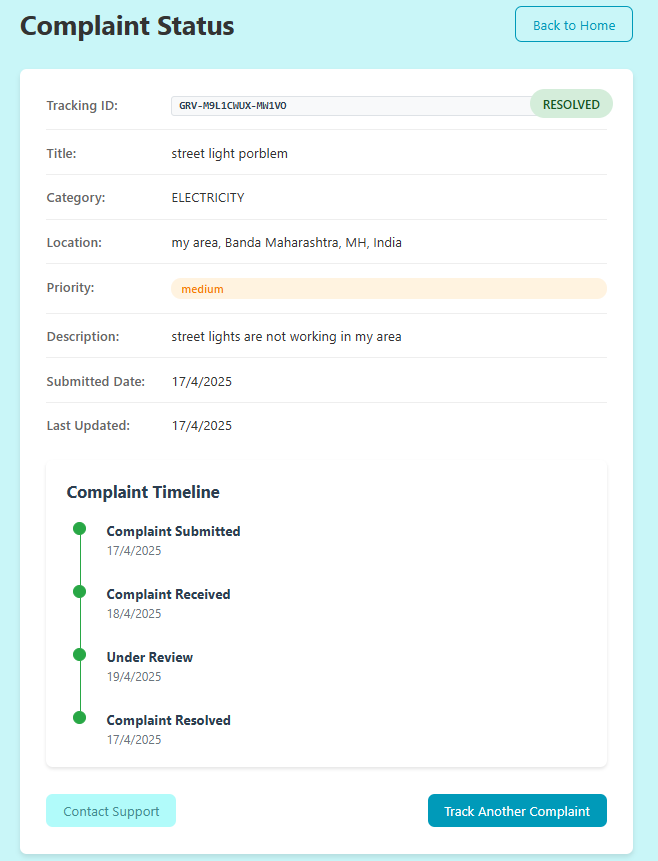 Complaint Status
Back to Home
Tracking ID: GRV-M9L1CWUX-MW1VO RESOLVED
Title: street light porblem
Category: ELECTRICITY
Location: my area, Banda Maharashtra, MH, India
Priority: medium
Description: street lights are not working in my area
Submitted Date: 17/4/2025
Last Updated: 17/4/2025
Complaint Timeline
Complaint Submitted
17/4/2025
Complaint Received
18/4/2025
Under Review
19/4/2025
Complaint Resolved
17/4/2025
Contact Support
Track Another Complaint